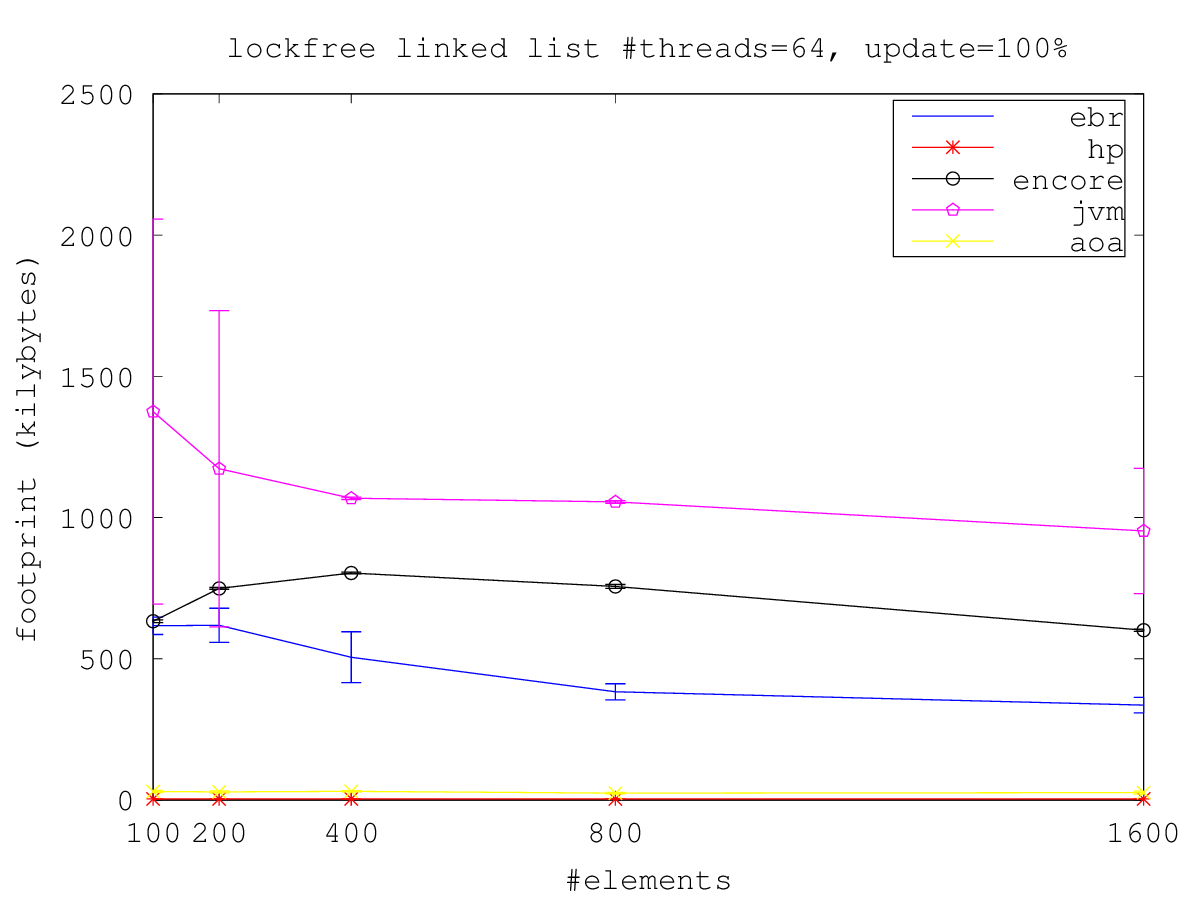 lockfree linked list #threads=64, update=100%
2500
2000
1500
1000
500
0
footprint (kilybytes)
ebr
hp
encore
jvm
aoa
100 200 400 800 1600
#elements